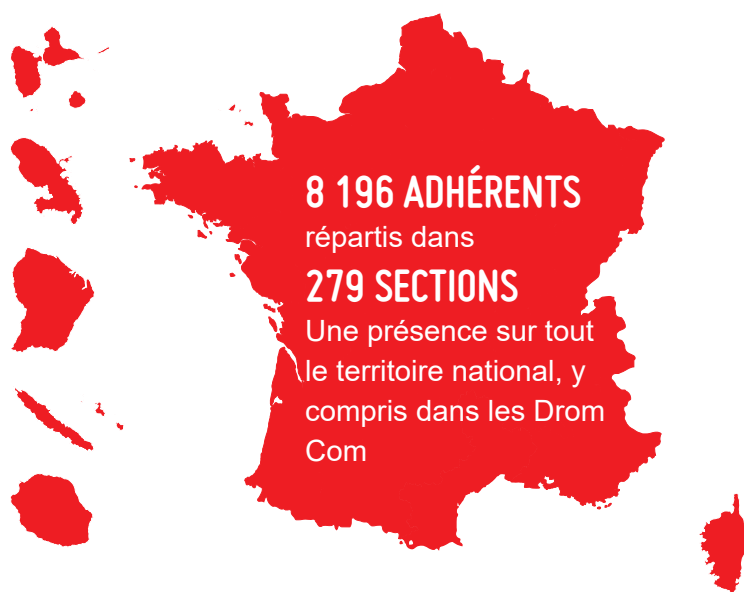 8 196 ADHÉRENTS
répartis dans
279 SECTIONS
Une présence sur tout
le territoire national, y
compris dans les Drom
Com